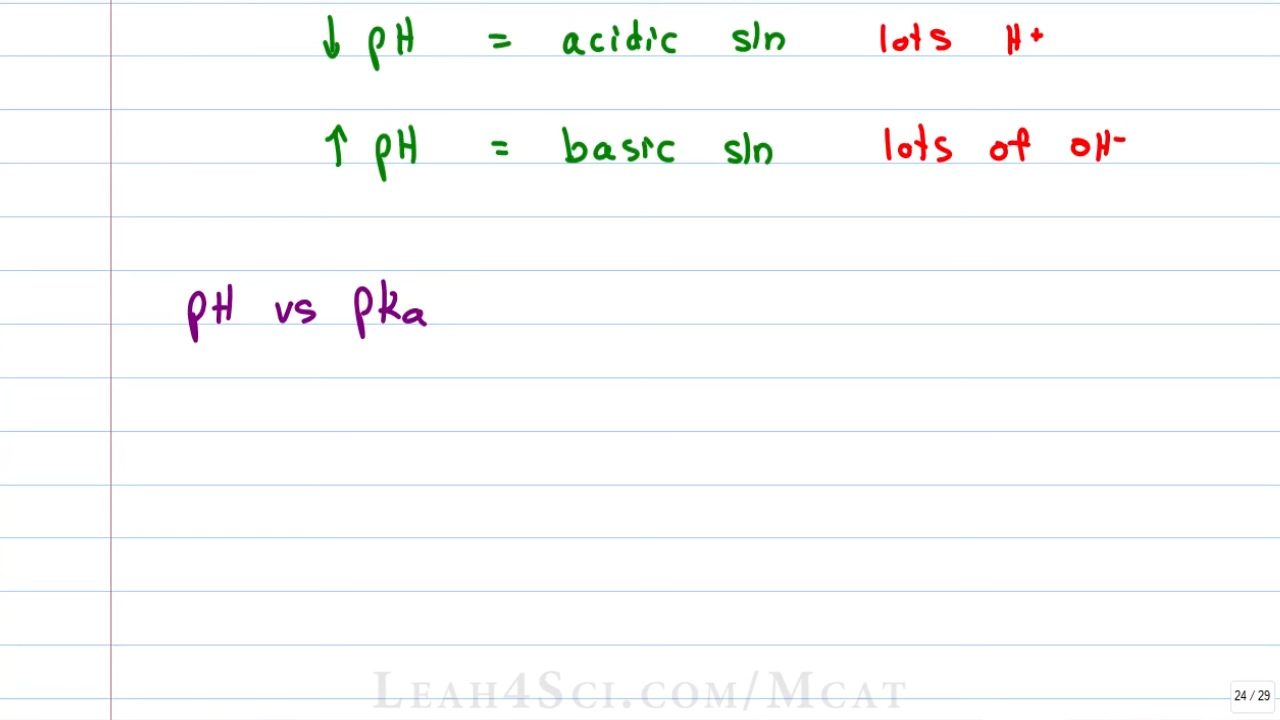 ↓ pH = acidic sln lots H+
↑ pH = basic sln lots of OH-
pH vs pka
LEAH4SCI.COM/MCAT
24 / 29